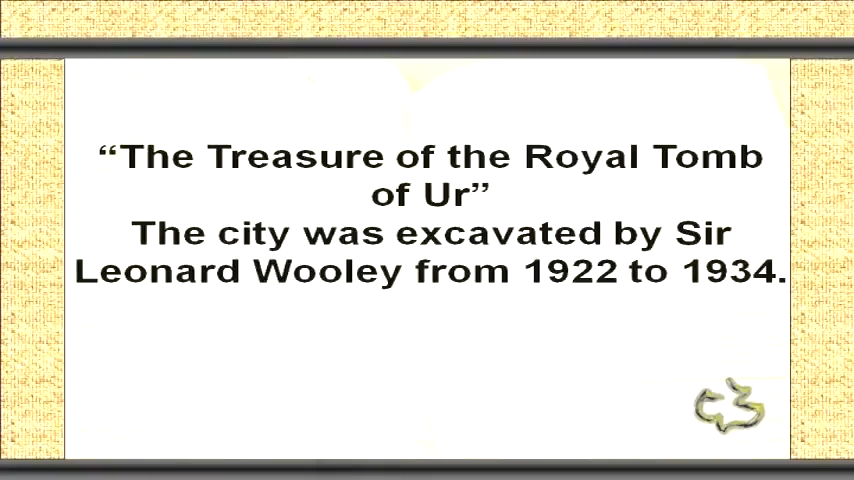 “The Treasure of the Royal Tomb
of Ur”
The city was excavated by Sir
Leonard Wooley from 1922 to 1934.